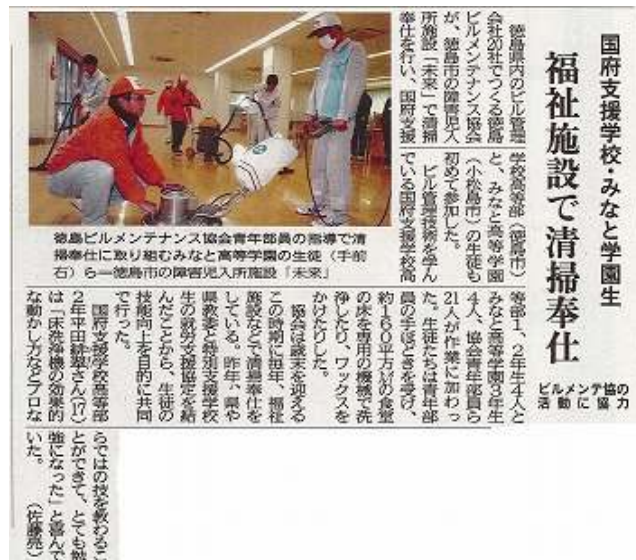 国府支援学校・みなと学園生
福祉施設で清掃奉仕
ビルメンテ協の
活動に協力
徳島県内のビル管理
会社20社でつくる徳島
ビルメンテナンス協会
が、徳島市の障害児入
所施設「未来」で清掃
奉仕を行い、国府支援
学校高等部(徳島市)
と、みなと高等学園
(小松島市)の生徒も
初めて参加した。
ビル管理技術を学ん
でいる国府支援学校高
徳島ビルメンテナンス協会青年部員の指導で清
掃奉仕に取り組むみなと高等学園の生徒(手前
右)ら―徳島市の障害児入所施設「未来」
等部1、2年生4人と
みなと高等学園3年生
4人、協会青年部員ら
21人が作業に加わっ
た。生徒たちは青年部
員の手ほどきを受け、
約160平方㍍の食堂
の床を専用の機械で洗
浄したり、ワックスを
かけたりした。
協会は歳末を迎える
この時期に毎年、福祉
施設などで清掃奉仕を
している。昨年、県や
県教委と特別支援学校
生の就労支援協定を結
んだことから、生徒の
技能向上を目的に共同
で行った。
国府支援学校高等部
2年平田
さん(17)
は「床洗浄機の効果的
な動かし方などプロな
らではの技を教わるこ
とができて、とても勉
強になった」と喜んで
いた。
(佐藤亮)